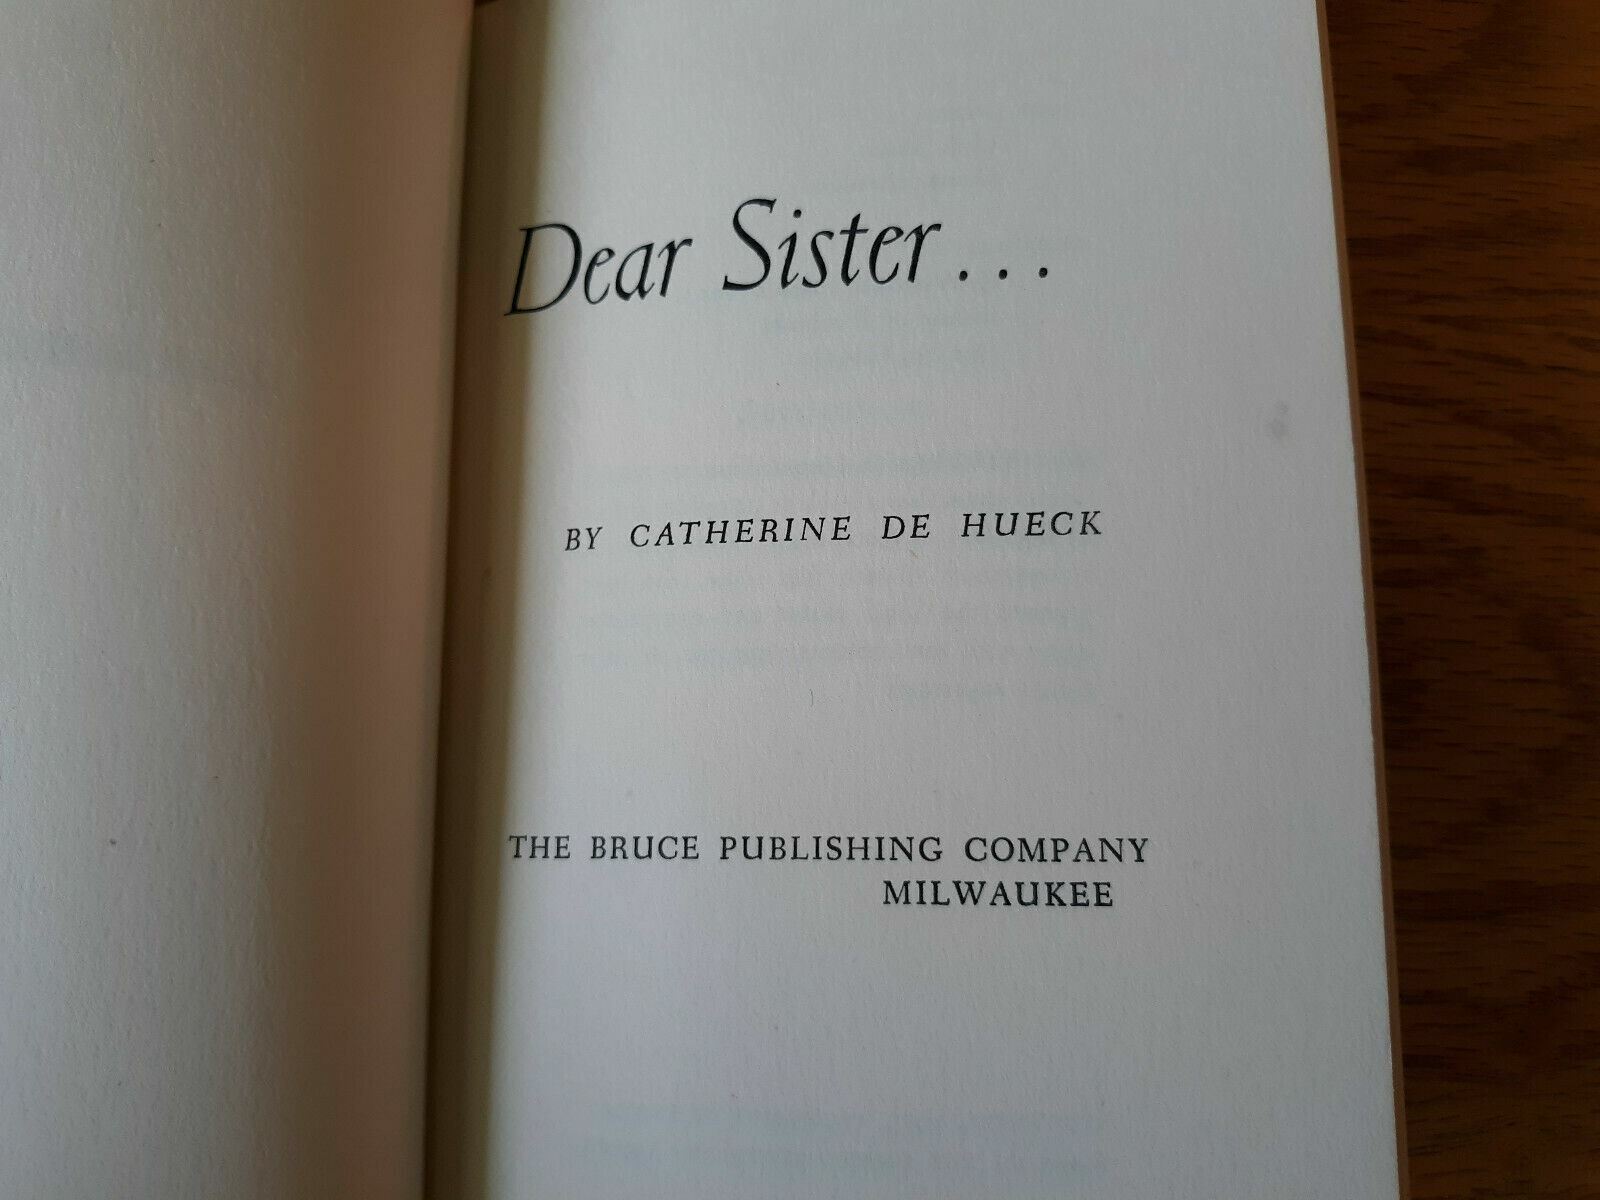 Dear Sister...
BY CATHERINE DE HUECK
THE BRUCE PUBLISHING COMPANY
MILWAUKEE